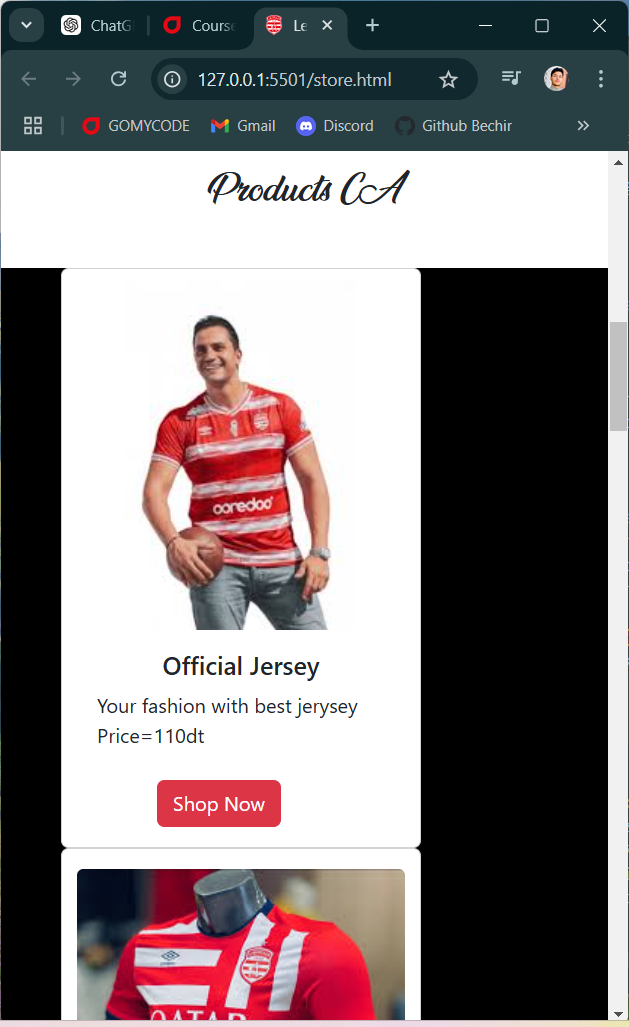 ChatG
Course
Le
127.0.0.1:5501/store.html
GOMYCODE
Gmail
Discord
Github Bechir
Products CA
ooredoo
Official Jersey
Your fashion with best jerysey
Price=110dt
Shop Now
QATAR